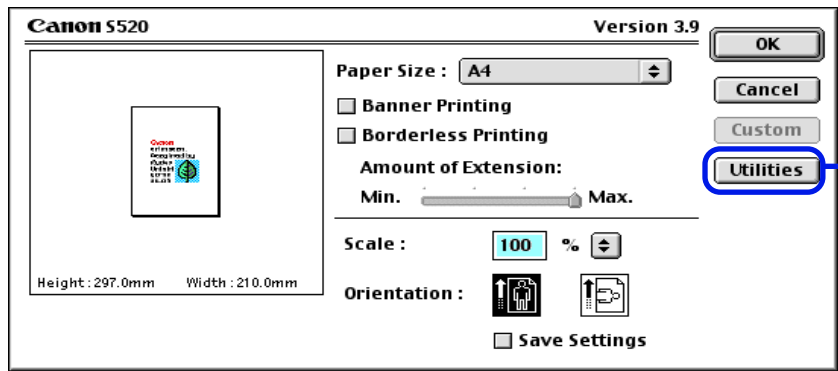 Canon S520
Version 3.9
OK
Paper Size : A4
Cancel
Banner Printing
Custom
Borderless Printing
Utilities
Amount of Extension:
Min. Max.
Scale : 100 %
Height:297.0mm Width:210.0mm
Orientation :
Save Settings
Canon